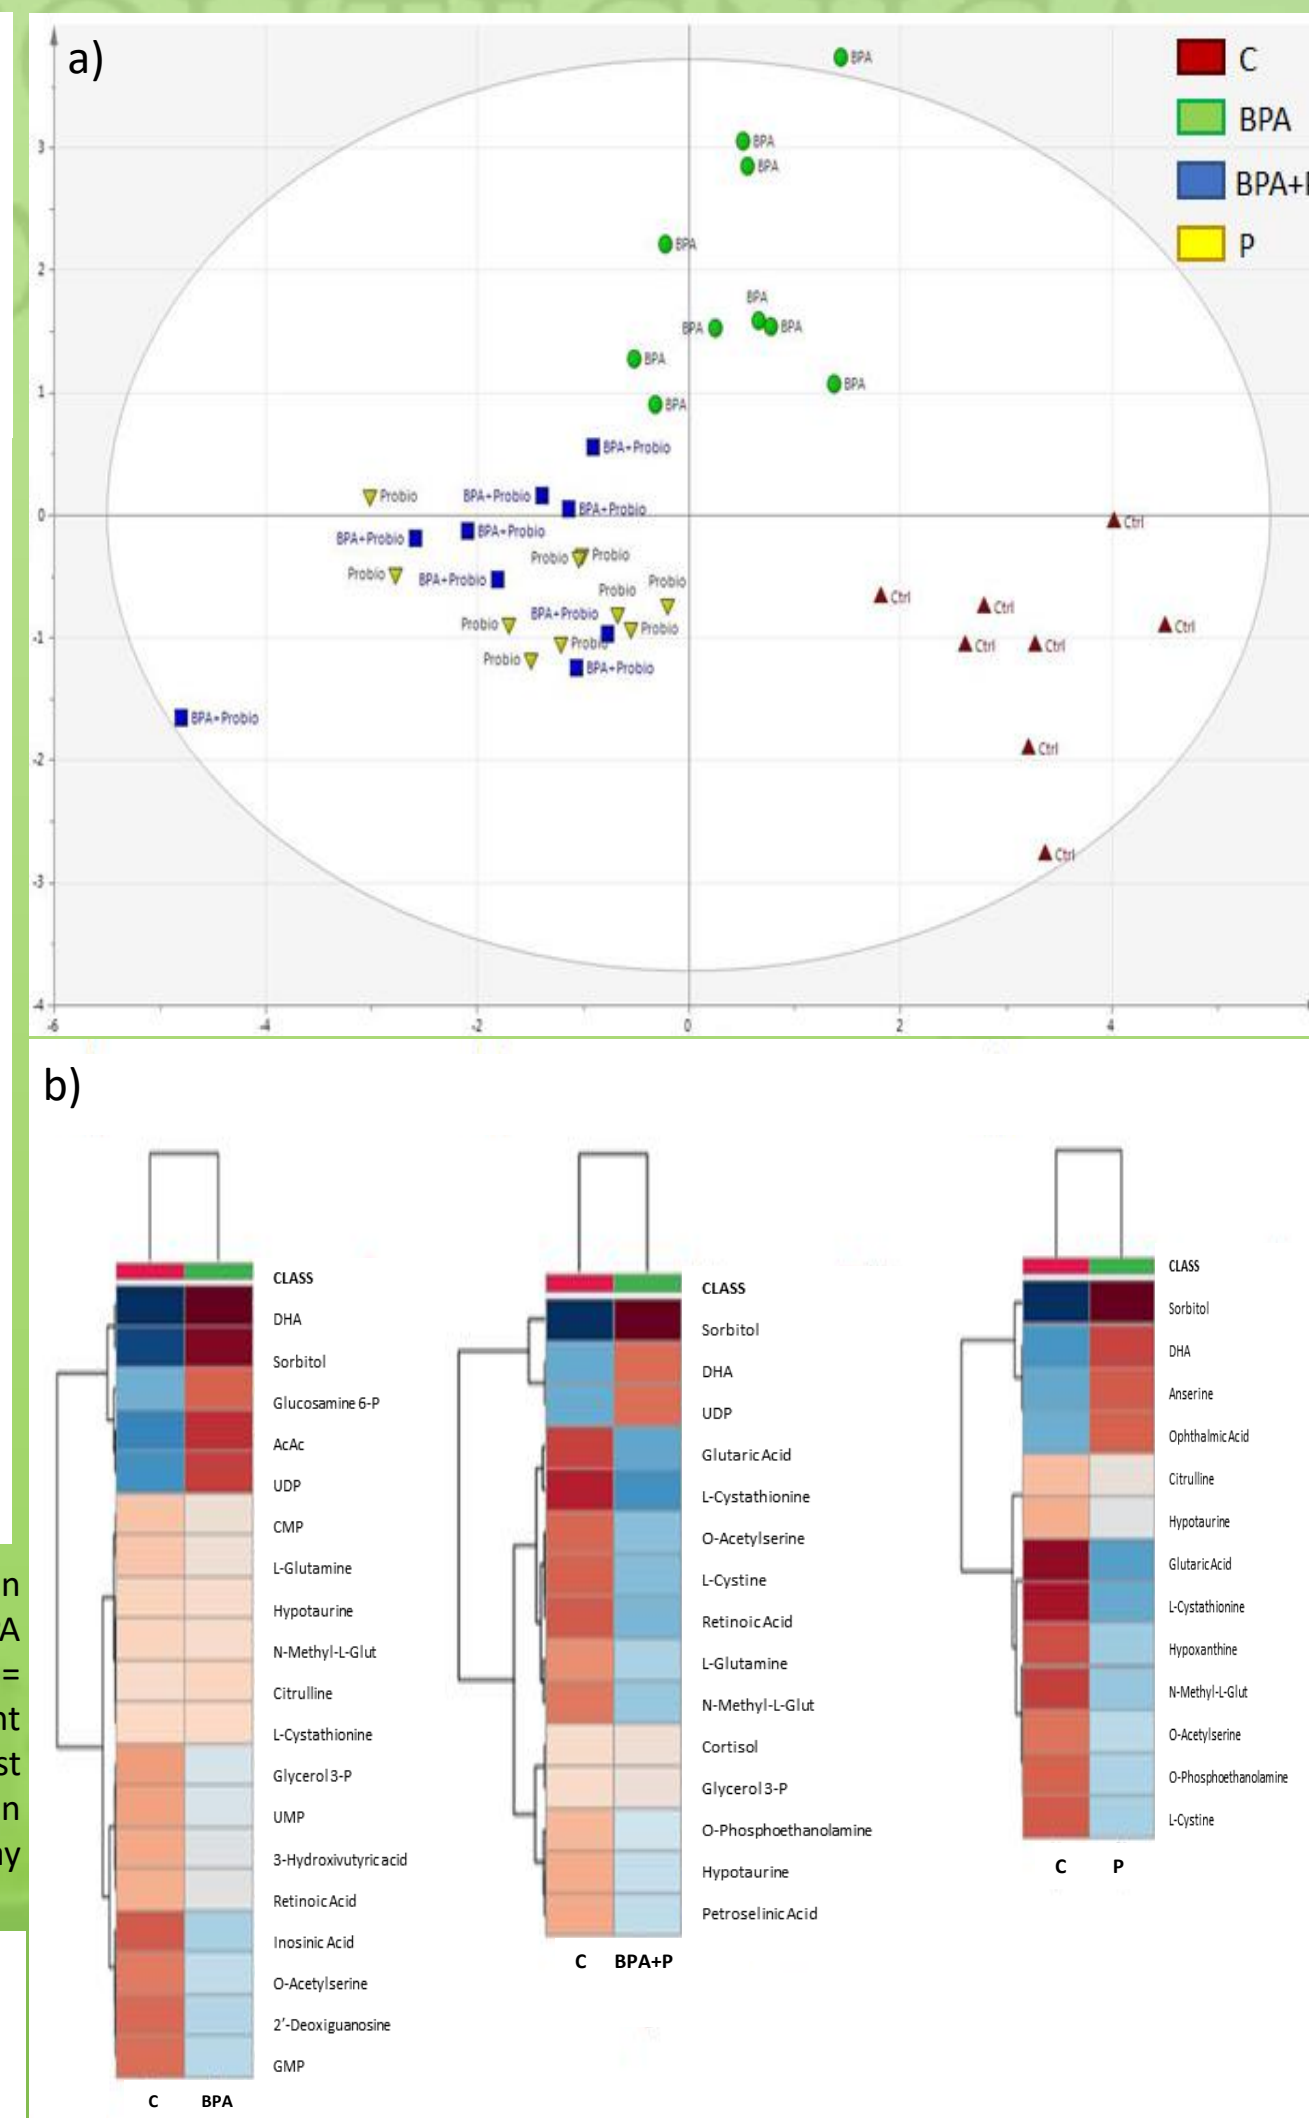 a)
C
BPA
BPA+
P
BPA
BPA
BPA
BPA
BPA
BPA
BPA
BPA
BPA
BPA
BPA+Probio
Probio
BPA+Probio
BPA+Probio
BPA+Probio
BPA+Probio
Probio
Probio
Probio
BPA+Probio
Probio
Probio
BPA+Probio
Probio
Probio
Probio
Probio
BPA+Probio
BPA+Probio
Ctrl
Ctrl
Ctrl
Ctrl
Ctrl
Ctrl
Ctrl
Ctrl
3
2
1
0
-1
-2
-3
-4
-6
-4
-2
0
2
4
b)
CLASS
DHA
Sorbitol
Glucosamine 6-P
AcAc
UDP
CMP
L-Glutamine
Hypotaurine
N-Methyl-L-Glut
Citrulline
L-Cystathionine
Glycerol 3-P
UMP
3-Hydroxivutyric acid
Retinoic Acid
Inosinic Acid
O-Acetylserine
2’-Deoxiguanosine
GMP
C BPA
CLASS
Sorbitol
DHA
UDP
Glutaric Acid
L-Cystathionine
O-Acetylserine
L-Cystine
Retinoic Acid
L-Glutamine
N-Methyl-L-Glut
Cortisol
Glycerol 3-P
O-Phosphoethanolamine
Hypotaurine
Petroselinic Acid
C BPA+P
CLASS
Sorbitol
DHA
Anserine
Ophthalmic Acid
Citrulline
Hypotaurine
Glutaric Acid
L-Cystathionine
Hypoxanthine
N-Methyl-L-Glut
O-Acetylserine
O-Phosphoethanolamine
L-Cystine
C P
n
A
=
nt
st
n